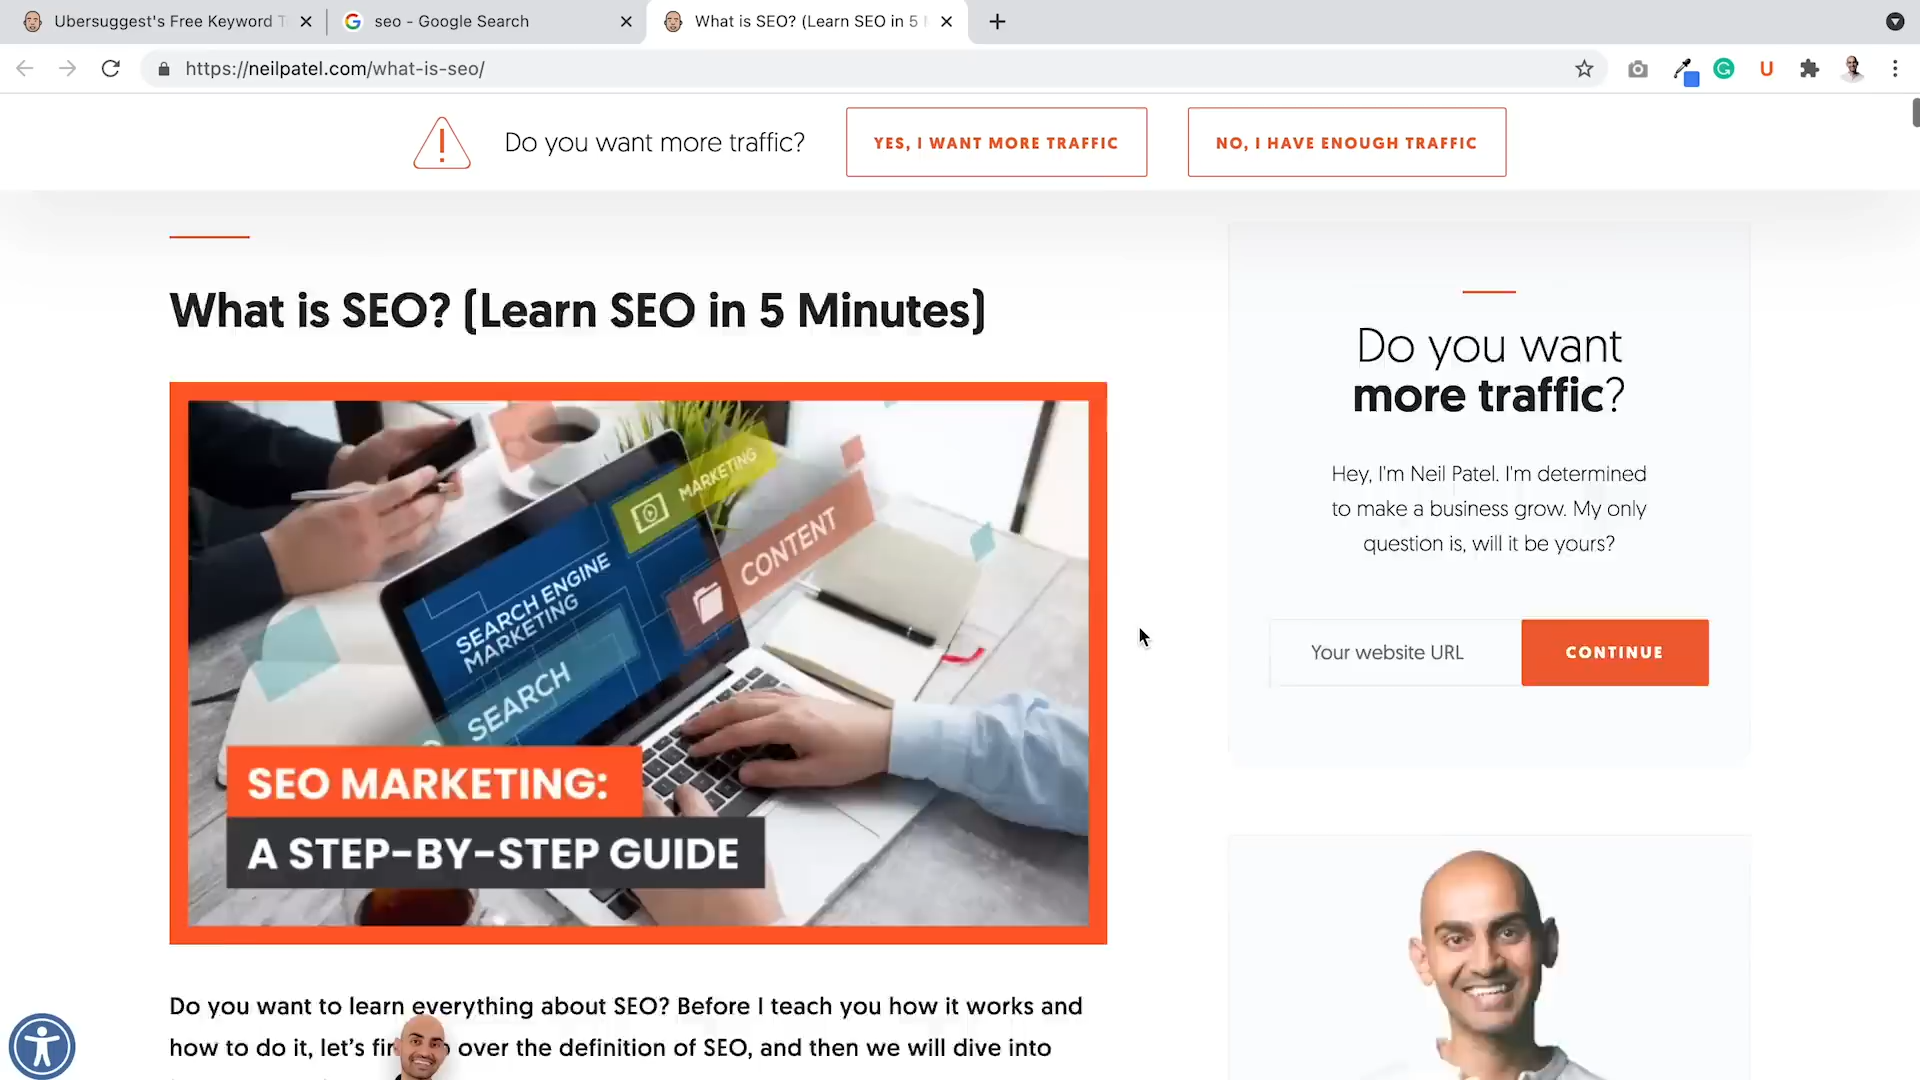 Ubersuggest's Free Keyword T
seo - Google Search
What is SEO? (Learn SEO in 5
https://neilpatel.com/what-is-seo/
U
Do you want more traffic?
YES, I WANT MORE TRAFFIC
NO, I HAVE ENOUGH TRAFFIC
What is SEO? (Learn SEO in 5 Minutes)
MARKETING
CONTENT
SEARCH ENGINE
MARKETING
SEARCH
SEO MARKETING:
A STEP-BY-STEP GUIDE
Do you want
more traffic?
Hey, I'm Neil Patel. I'm determined
to make a business grow. My only
question is, will it be yours?
Your website URL
CONTINUE
Do you want to learn everything about SEO? Before I teach you how it works and
how to do it, let's over the definition of SEO, and then we will dive into